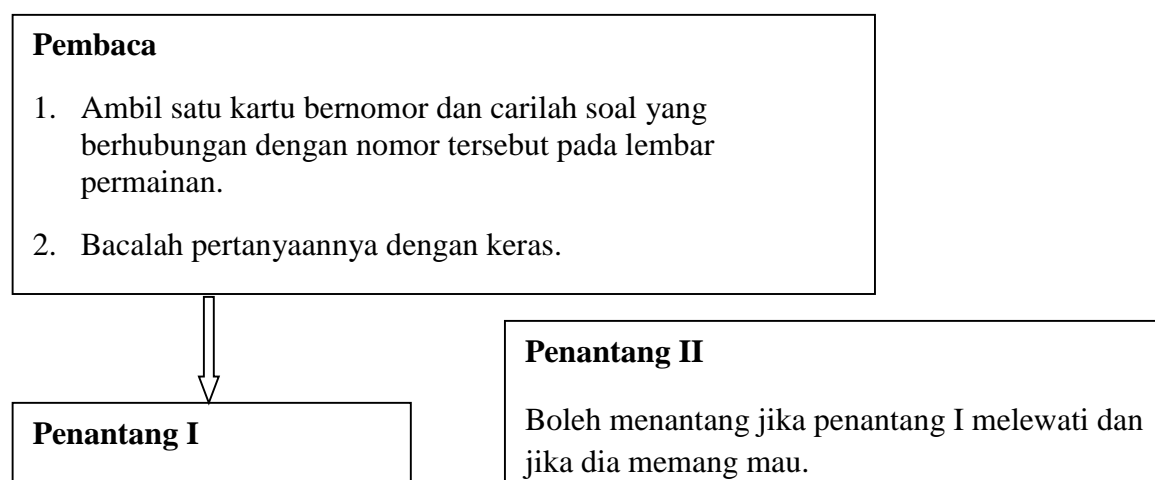 Pembaca
1. Ambil satu kartu bernomor dan carilah soal yang
berhubungan dengan nomor tersebut pada lembar
permainan.
2. Bacalah pertanyaannya dengan keras.
Penantang I
Penantang II
Boleh menantang jika penantang I melewati dan
jika dia memang mau.